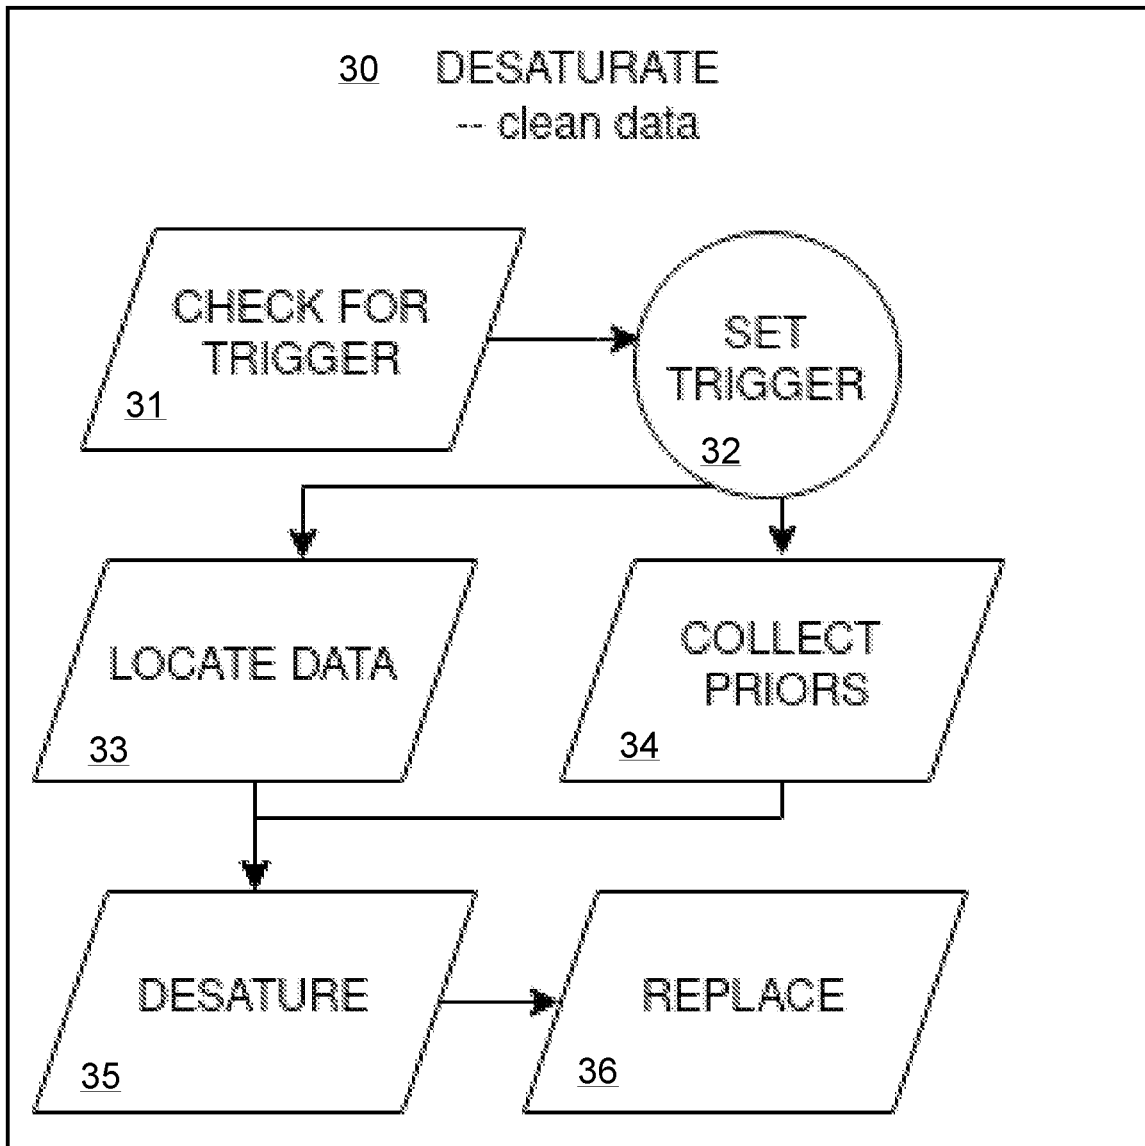 30 DESATURATE
-- clean data
CHECK FOR
TRIGGER
31
SET
TRIGGER
32
LOCATE DATA
33
COLLECT
PRIORS
34
DESATURE
35
REPLACE
36